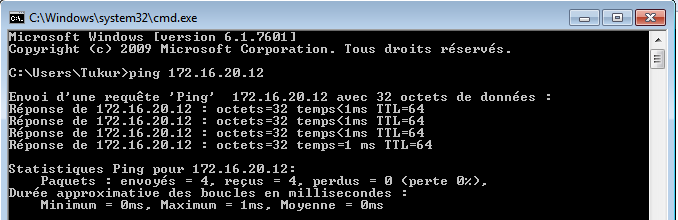 C:\Windows\system32\cmd.exe
Microsoft Windows [version 6.1.7601]
Copyright (c) 2009 Microsoft Corporation. Tous droits réservés.
C:\Users\Tukur>ping 172.16.20.12
Envoi d'une requête 'Ping'  172.16.20.12 avec 32 octets de données :
Réponse de 172.16.20.12 : octets=32 temps<1ms TTL=64
Réponse de 172.16.20.12 : octets=32 temps<1ms TTL=64
Réponse de 172.16.20.12 : octets=32 temps<1ms TTL=64
Réponse de 172.16.20.12 : octets=32 temps=1 ms TTL=64
Statistiques Ping pour 172.16.20.12:
    Paquets : envoyés = 4, reçus = 4, perdus = 0 (perte 0%),
Durée approximative des boucles en millisecondes :
    Minimum = 0ms, Maximum = 1ms, Moyenne = 0ms